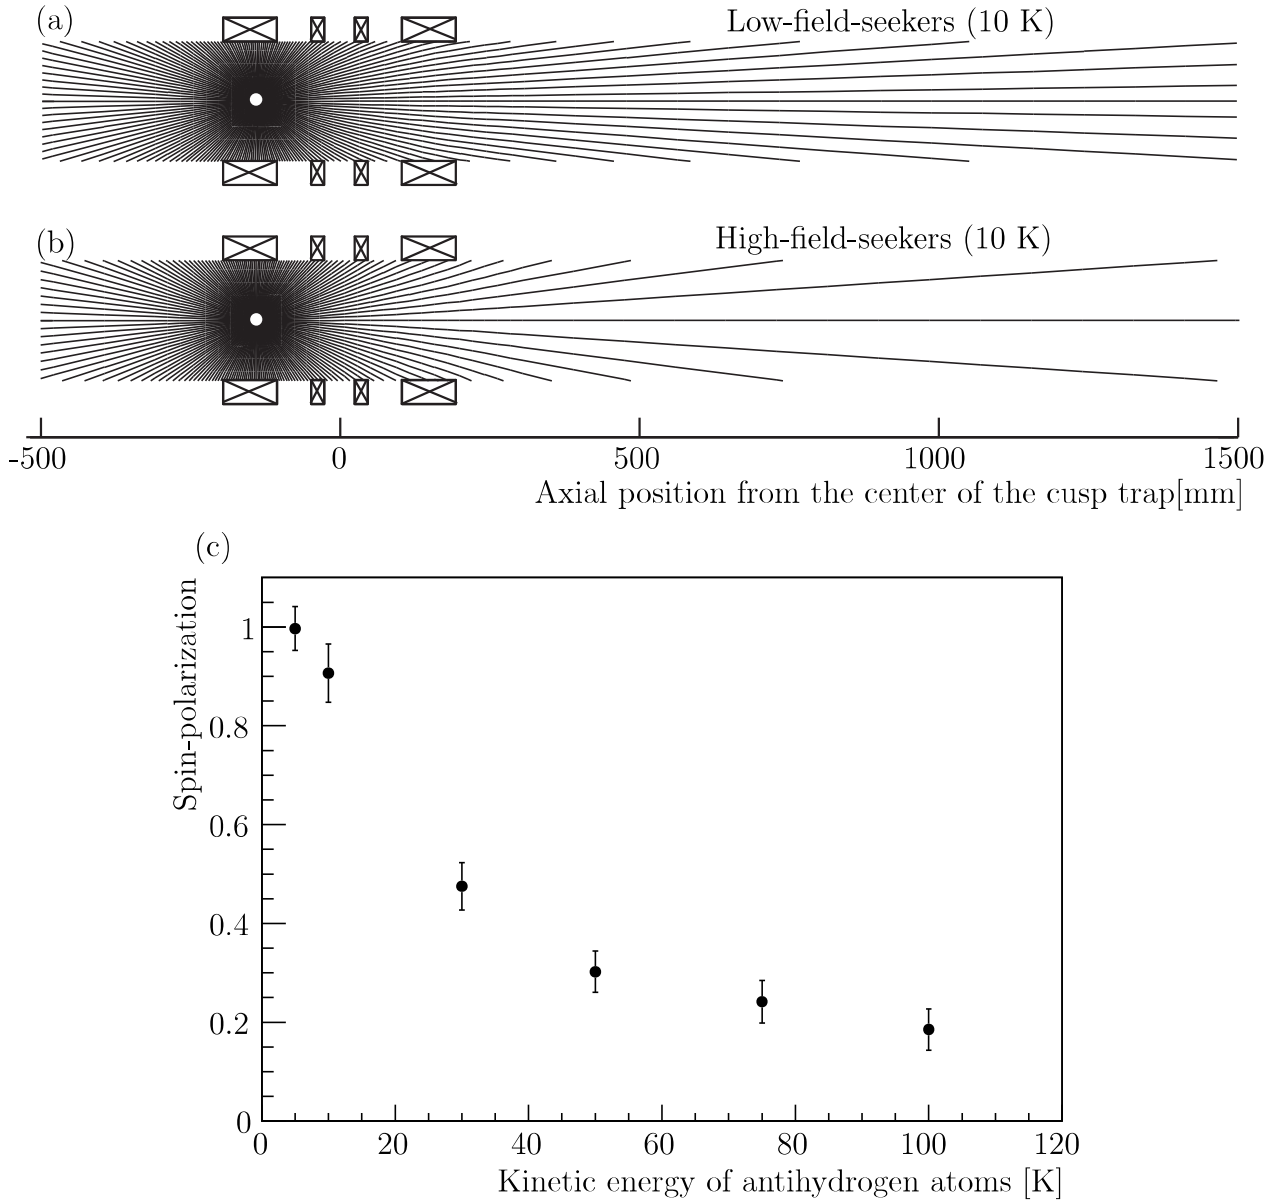 (a)
Low-field-seekers (10 K)
(b)
High-field-seekers (10 K)
-500 0 500 1000 1500
Axial position from the center of the cusp trap[mm]
(c)
Spin-polarization
1
0.8
0.6
0.4
0.2
0
0 20 40 60 80 100 120
Kinetic energy of antihydrogen atoms [K]